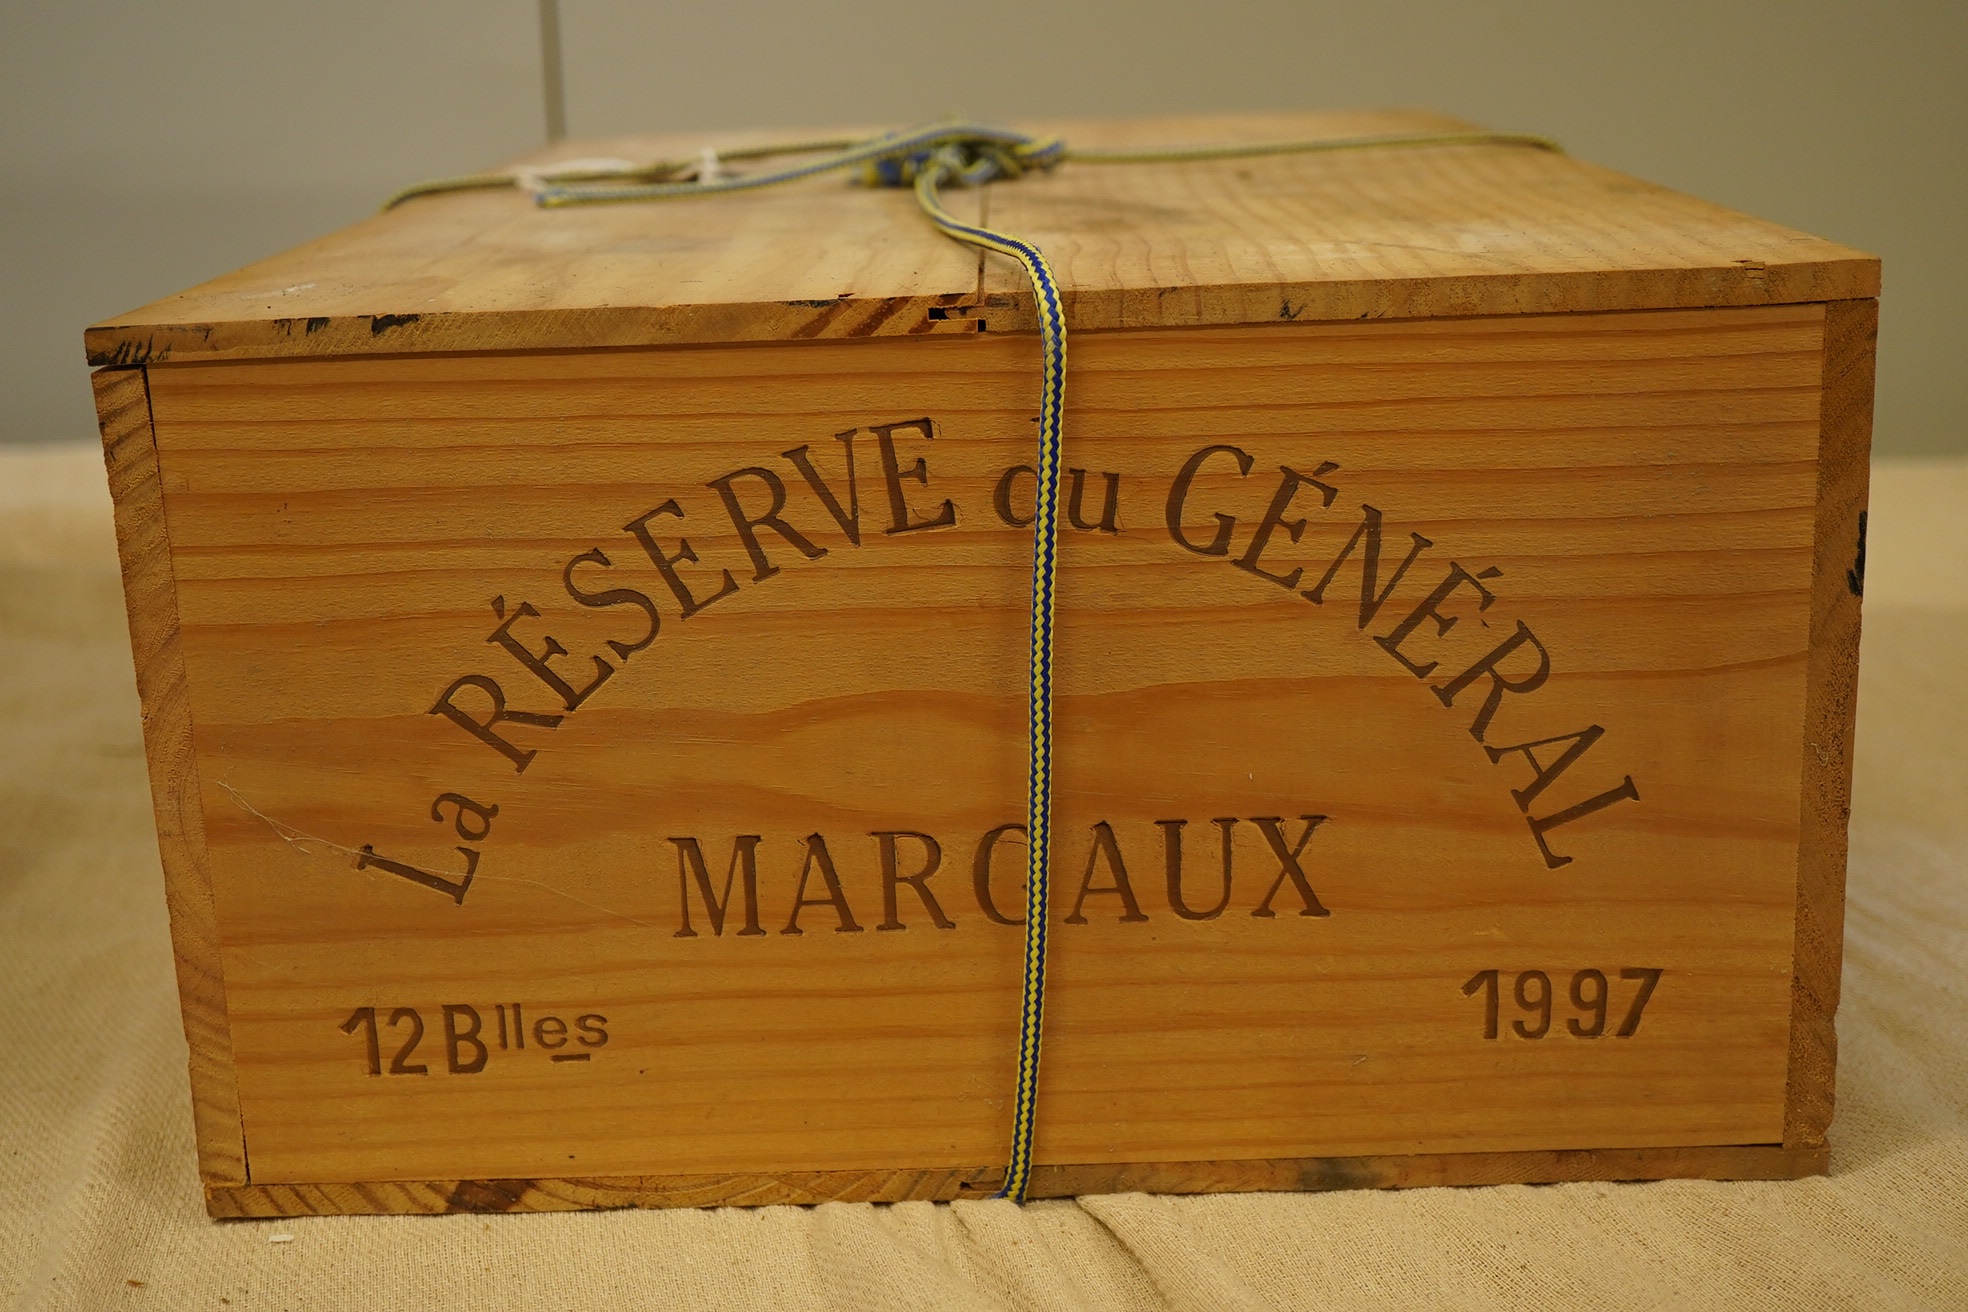 La RÉSERVE du GÉNÉRAL
MARGAUX
12 Blles
1997